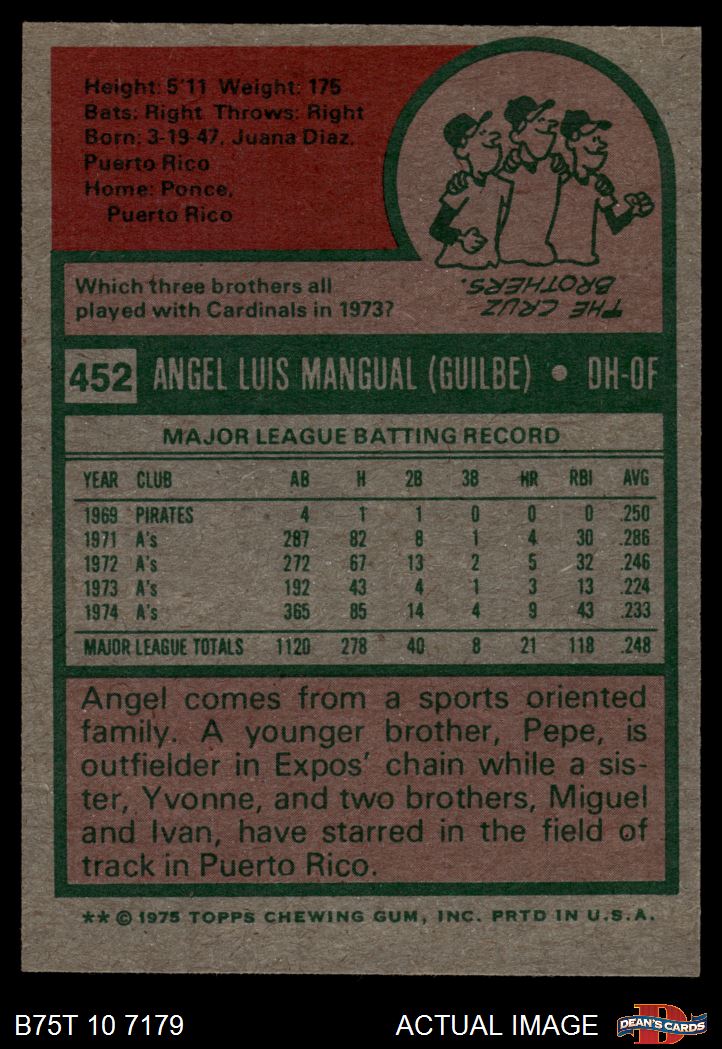 Height: 5'11 Weight: 175
Bats: Right Throws: Right
Born: 3-19-47, Juana Diaz,
Puerto Rico
Home: Ponce,
Puerto Rico
THE CRUZ
BROTHERS.
Which three brothers all
played with Cardinals in 1973?
452 ANGEL LUIS MANGUAL (GUILBE) • DH-OF
MAJOR LEAGUE BATTING RECORD
YEAR CLUB AB H 2B 3B HR RBI AVG
1969 PIRATES 4 1 1 0 0 0 .250
1971 A's 287 82 8 1 4 30 .286
1972 A's 272 67 13 2 5 32 .246
1973 A's 192 43 4 1 3 13 .224
1974 A's 365 85 14 4 9 43 .233
MAJOR LEAGUE TOTALS 1120 278 40 8 21 118 .248
Angel comes from a sports oriented
family. A younger brother, Pepe, is
outfielder in Expos' chain while a sis-
ter, Yvonne, and two brothers, Miguel
and Ivan, have starred in the field of
track in Puerto Rico.
** © 1975 TOPPS CHEWING GUM, INC. PRTD IN U.S.A.
B75T 10 7179
ACTUAL IMAGE
D
DEAN'S CARDS